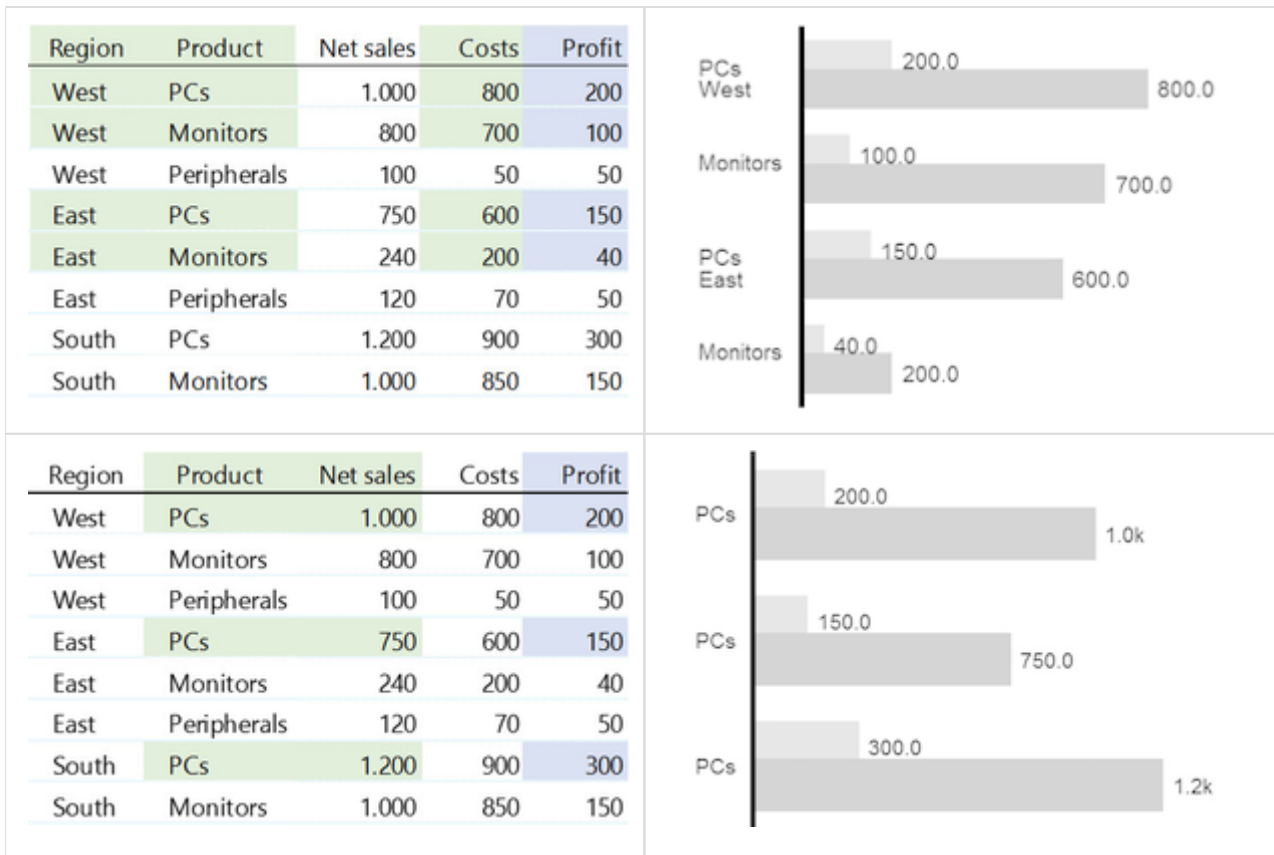 Region Product Net sales Costs Profit
West PCs 1.000 800 200
West Monitors 800 700 100
West Peripherals 100 50 50
East PCs 750 600 150
East Monitors 240 200 40
East Peripherals 120 70 50
South PCs 1.200 900 300
South Monitors 1.000 850 150
200.0
PCs
West
800.0
100.0
Monitors
700.0
150.0
PCs
East
600.0
40.0
Monitors
200.0
Region Product Net sales Costs Profit
West PCs 1.000 800 200
West Monitors 800 700 100
West Peripherals 100 50 50
East PCs 750 600 150
East Monitors 240 200 40
East Peripherals 120 70 50
South PCs 1.200 900 300
South Monitors 1.000 850 150
200.0
PCs
1.0k
150.0
PCs
750.0
300.0
PCs
1.2k